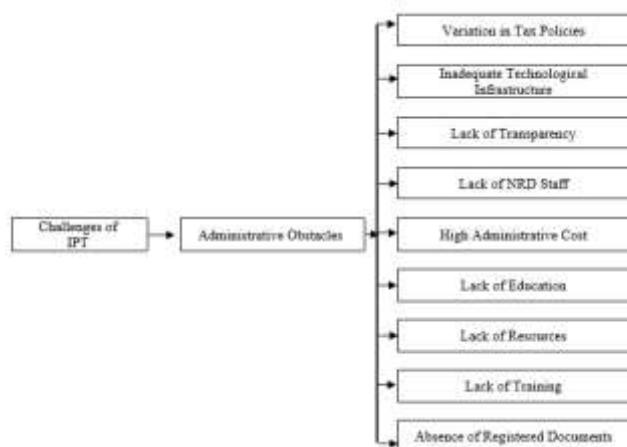 Variation in Tax Policies
Inadequate Technological
Infrastructure
Lack of Transparency
Lack of NRD Staff
Challenges of
IPT
Administrative Obstacles
High Administrative Cost
Lack of Education
Lack of Resources
Lack of Training
Absence of Registered Documents